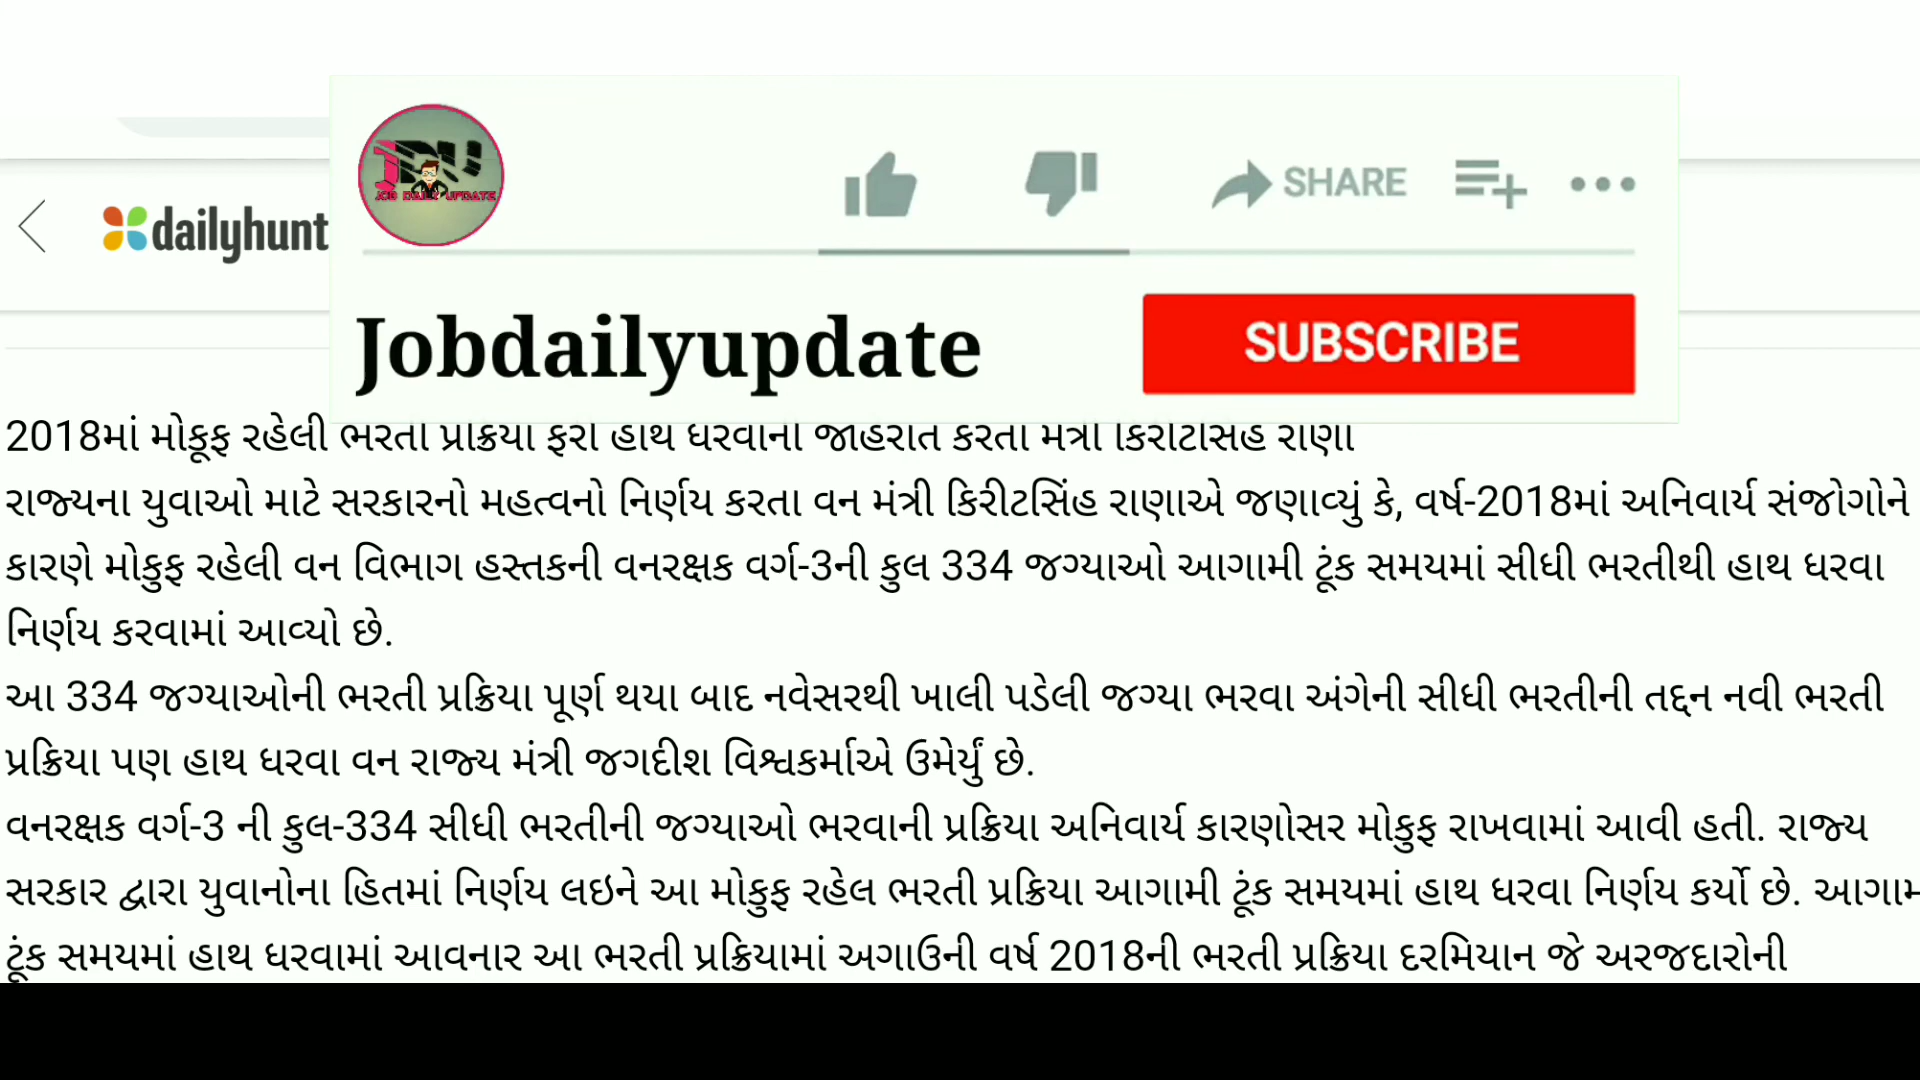 JDU
JOB DAILY UPDATE
SHARE
dailyhunt
Jobdailyupdate
SUBSCRIBE
2018માં મોકૂફ રહેલી ભરતી પ્રક્રિયા ફરી હાથ ધરવાની જાહેરાત કરતા મંત્રી કિરીટસિંહ રાણા
રાજ્યના યુવાઓ માટે સરકારનો મહત્વનો નિર્ણય કરતા વન મંત્રી કિરીટસિંહ રાણાએ જણાવ્યું કે, વર્ષ-2018માં અનિવાર્ય સંજોગોને
કારણે મોકુફ રહેલી વન વિભાગ હસ્તકની વનરક્ષક વર્ગ-3ની કુલ 334 જગ્યાઓ આગામી ટૂંક સમયમાં સીધી ભરતીથી હાથ ધરવા
નિર્ણય કરવામાં આવ્યો છે.
આ 334 જગ્યાઓની ભરતી પ્રક્રિયા પૂર્ણ થયા બાદ નવેસરથી ખાલી પડેલી જગ્યા ભરવા અંગેની સીધી ભરતીની તદ્દન નવી ભરતી
પ્રક્રિયા પણ હાથ ધરવા વન રાજ્ય મંત્રી જગદીશ વિશ્વકર્માએ ઉમેર્યું છે.
વનરક્ષક વર્ગ-3 ની કુલ-334 સીધી ભરતીની જગ્યાઓ ભરવાની પ્રક્રિયા અનિવાર્ય કારણોસર મોકુફ રાખવામાં આવી હતી. રાજ્ય
સરકાર દ્વારા યુવાનોના હિતમાં નિર્ણય લઇને આ મોકુફ રહેલ ભરતી પ્રક્રિયા આગામી ટૂંક સમયમાં હાથ ધરવા નિર્ણય કર્યો છે.
ટૂંક સમયમાં હાથ ધરવામાં આવનાર આ ભરતી પ્રક્રિયામાં અગાઉની વર્ષ 2018ની ભરતી પ્રક્રિયા દરમિયાન જે અરજદારોની